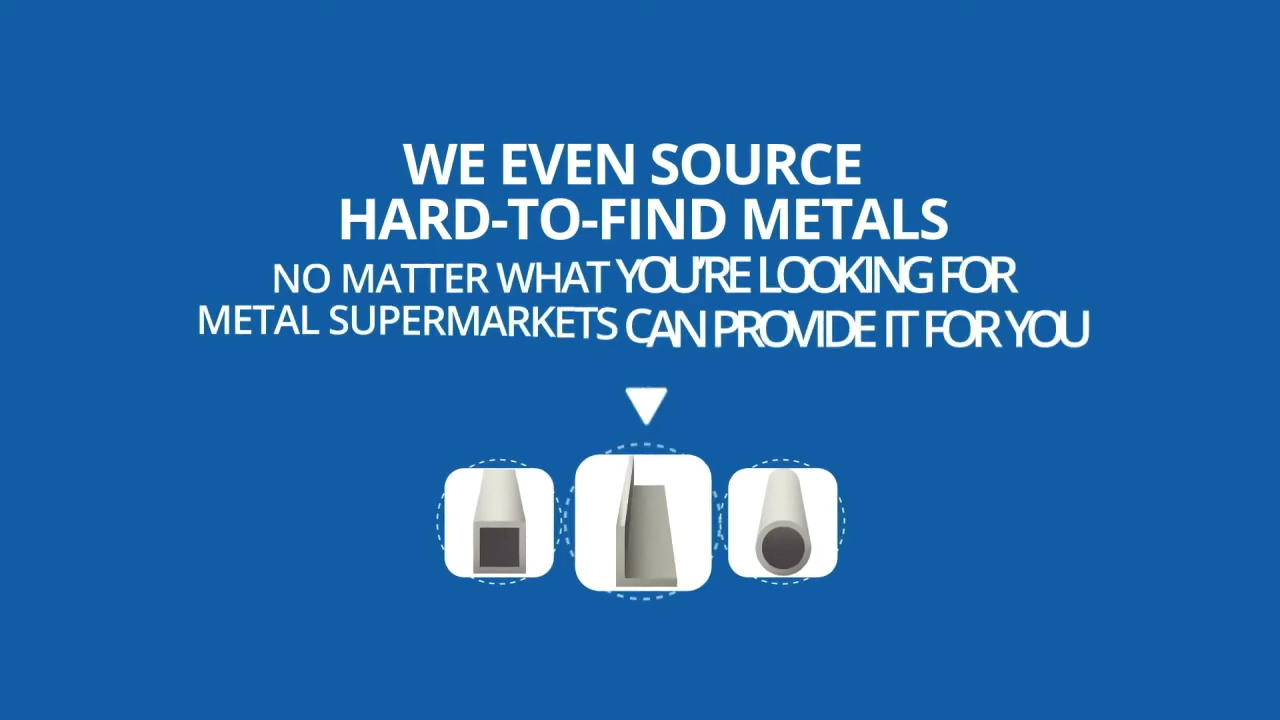 WE EVEN SOURCE
HARD-TO-FIND METALS
NO MATTER WHAT YOU'RE LOOKING FOR
METAL SUPERMARKETS CAN PROVIDE IT FOR YOU